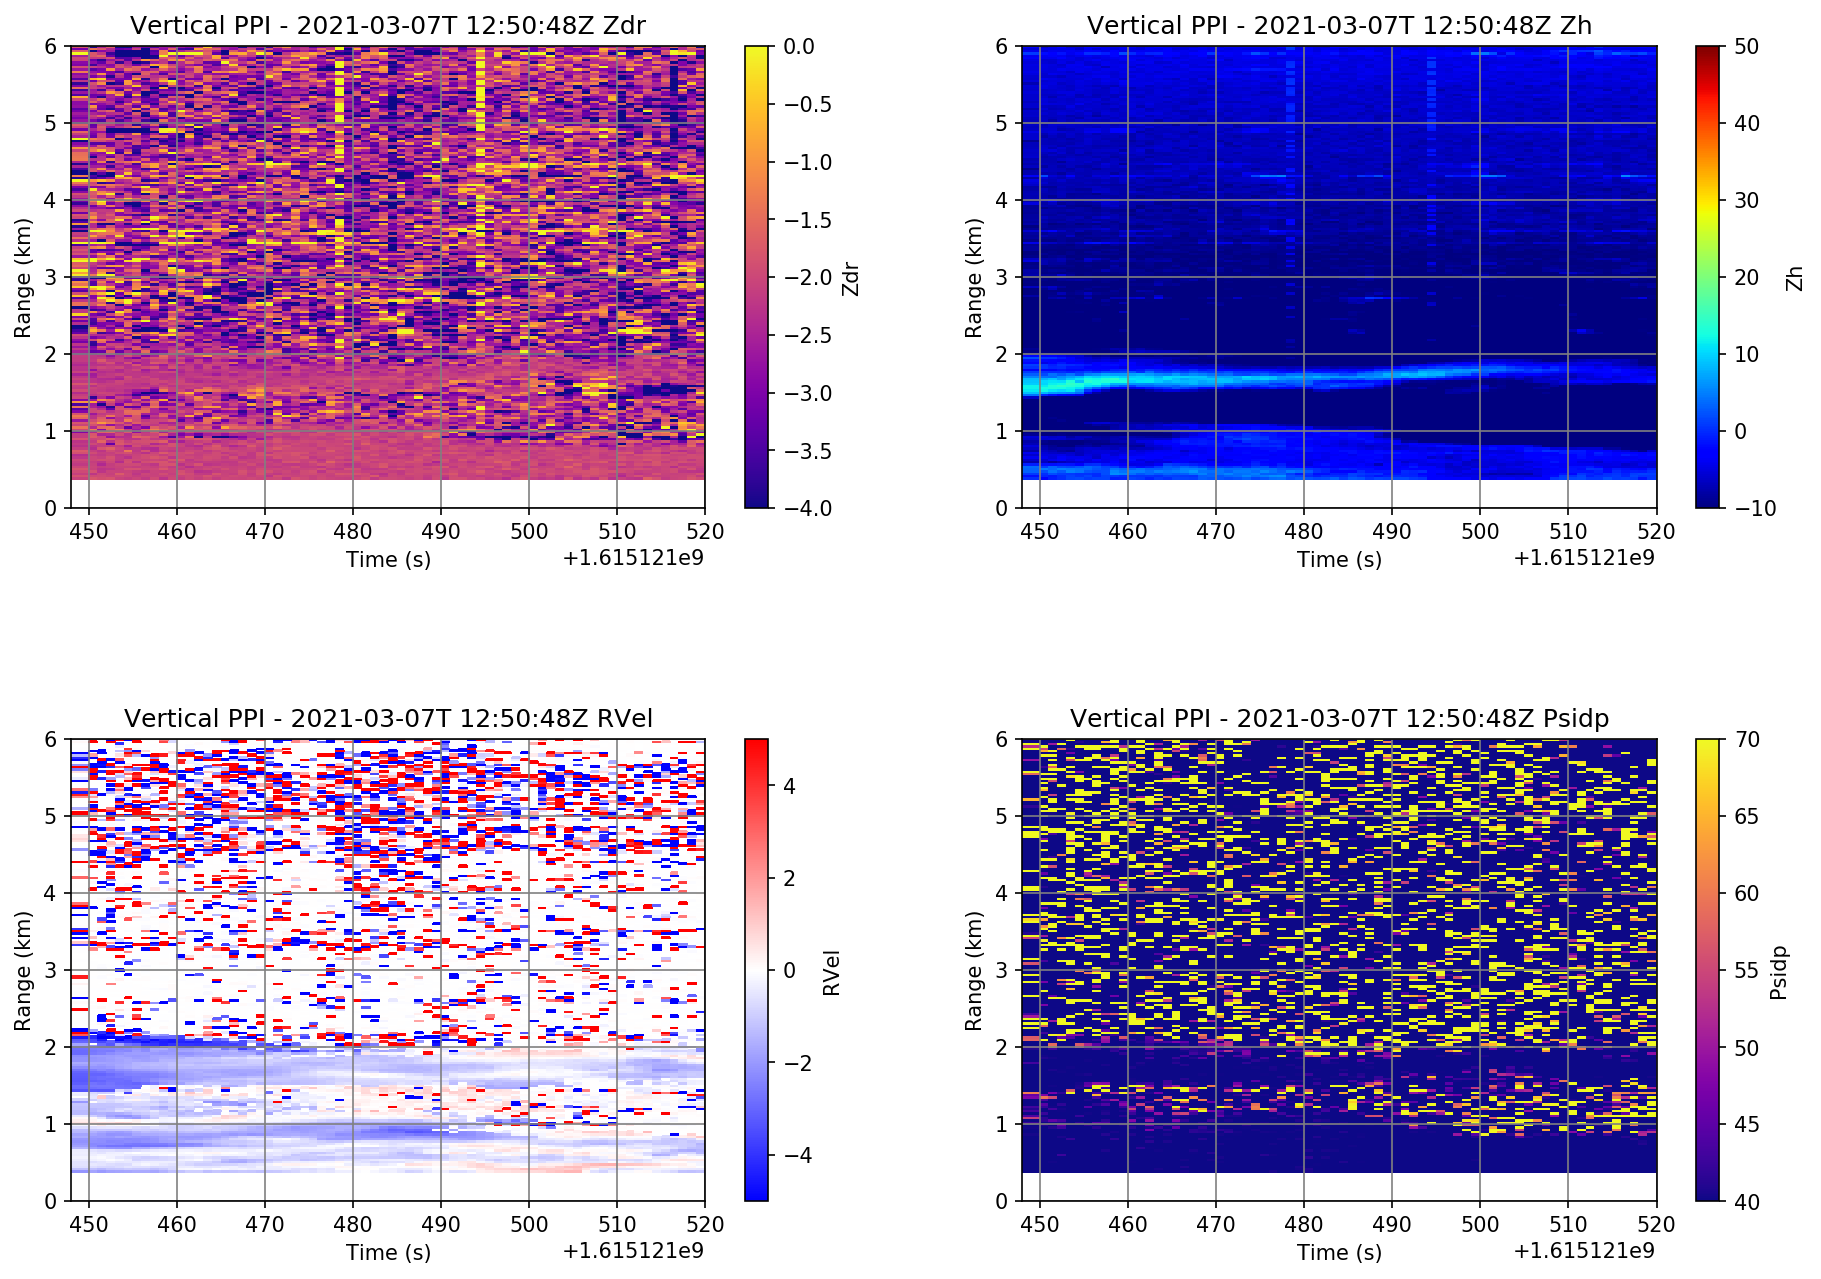 Vertical PPI - 2021-03-07T 12:50:48Z Zdr
6
5
4
3
2
1
0
Range (km)
450 460 470 480 490 500 510 520
Time (s)
+1.615121e9
0.0
−0.5
−1.0
−1.5
−2.0
−2.5
−3.0
−3.5
−4.0
Zdr
Vertical PPI - 2021-03-07T 12:50:48Z Zh
6
5
4
3
2
1
0
Range (km)
450 460 470 480 490 500 510 520
Time (s)
+1.615121e9
50
40
30
20
10
0
−10
Zh
Vertical PPI - 2021-03-07T 12:50:48Z RVel
6
5
4
3
2
1
0
Range (km)
450 460 470 480 490 500 510 520
Time (s)
+1.615121e9
4
2
0
−2
−4
RVel
Vertical PPI - 2021-03-07T 12:50:48Z Psidp
6
5
4
3
2
1
0
Range (km)
450 460 470 480 490 500 510 520
Time (s)
+1.615121e9
70
65
60
55
50
45
40
Psidp